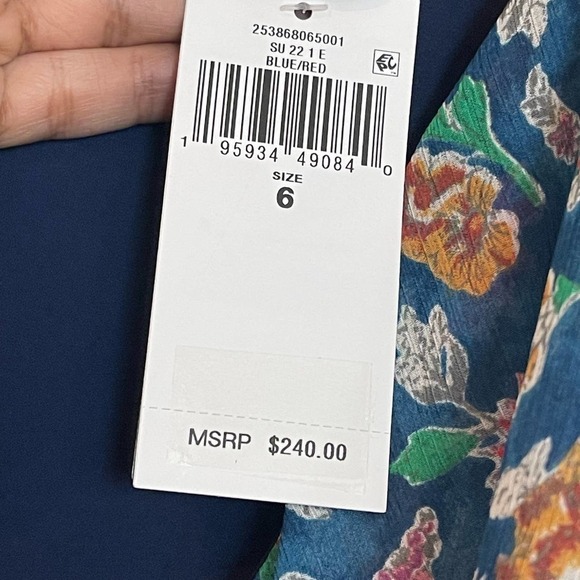 253868065001
SU 22 1 E
BLUE/RED
1 95934 49084 0
SIZE
6
MSRP $240.00